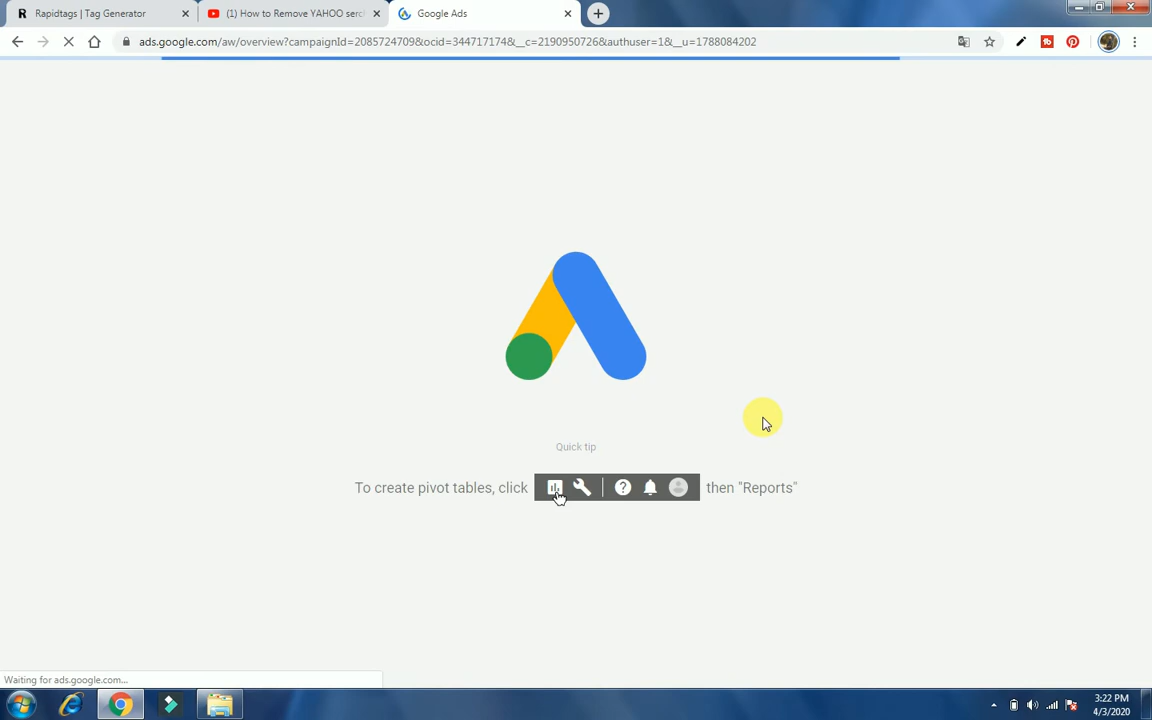 Rapidtags | Tag Generator
(1) How to Remove YAHOO serch
Google Ads
ads.google.com/aw/overview?campaignId=2085724709&ocid=344717174&__c=2190950726&authuser=1&__u=1788084202
Quick tip
To create pivot tables, click then "Reports"
Waiting for ads.google.com...
3:22 PM
4/3/2020